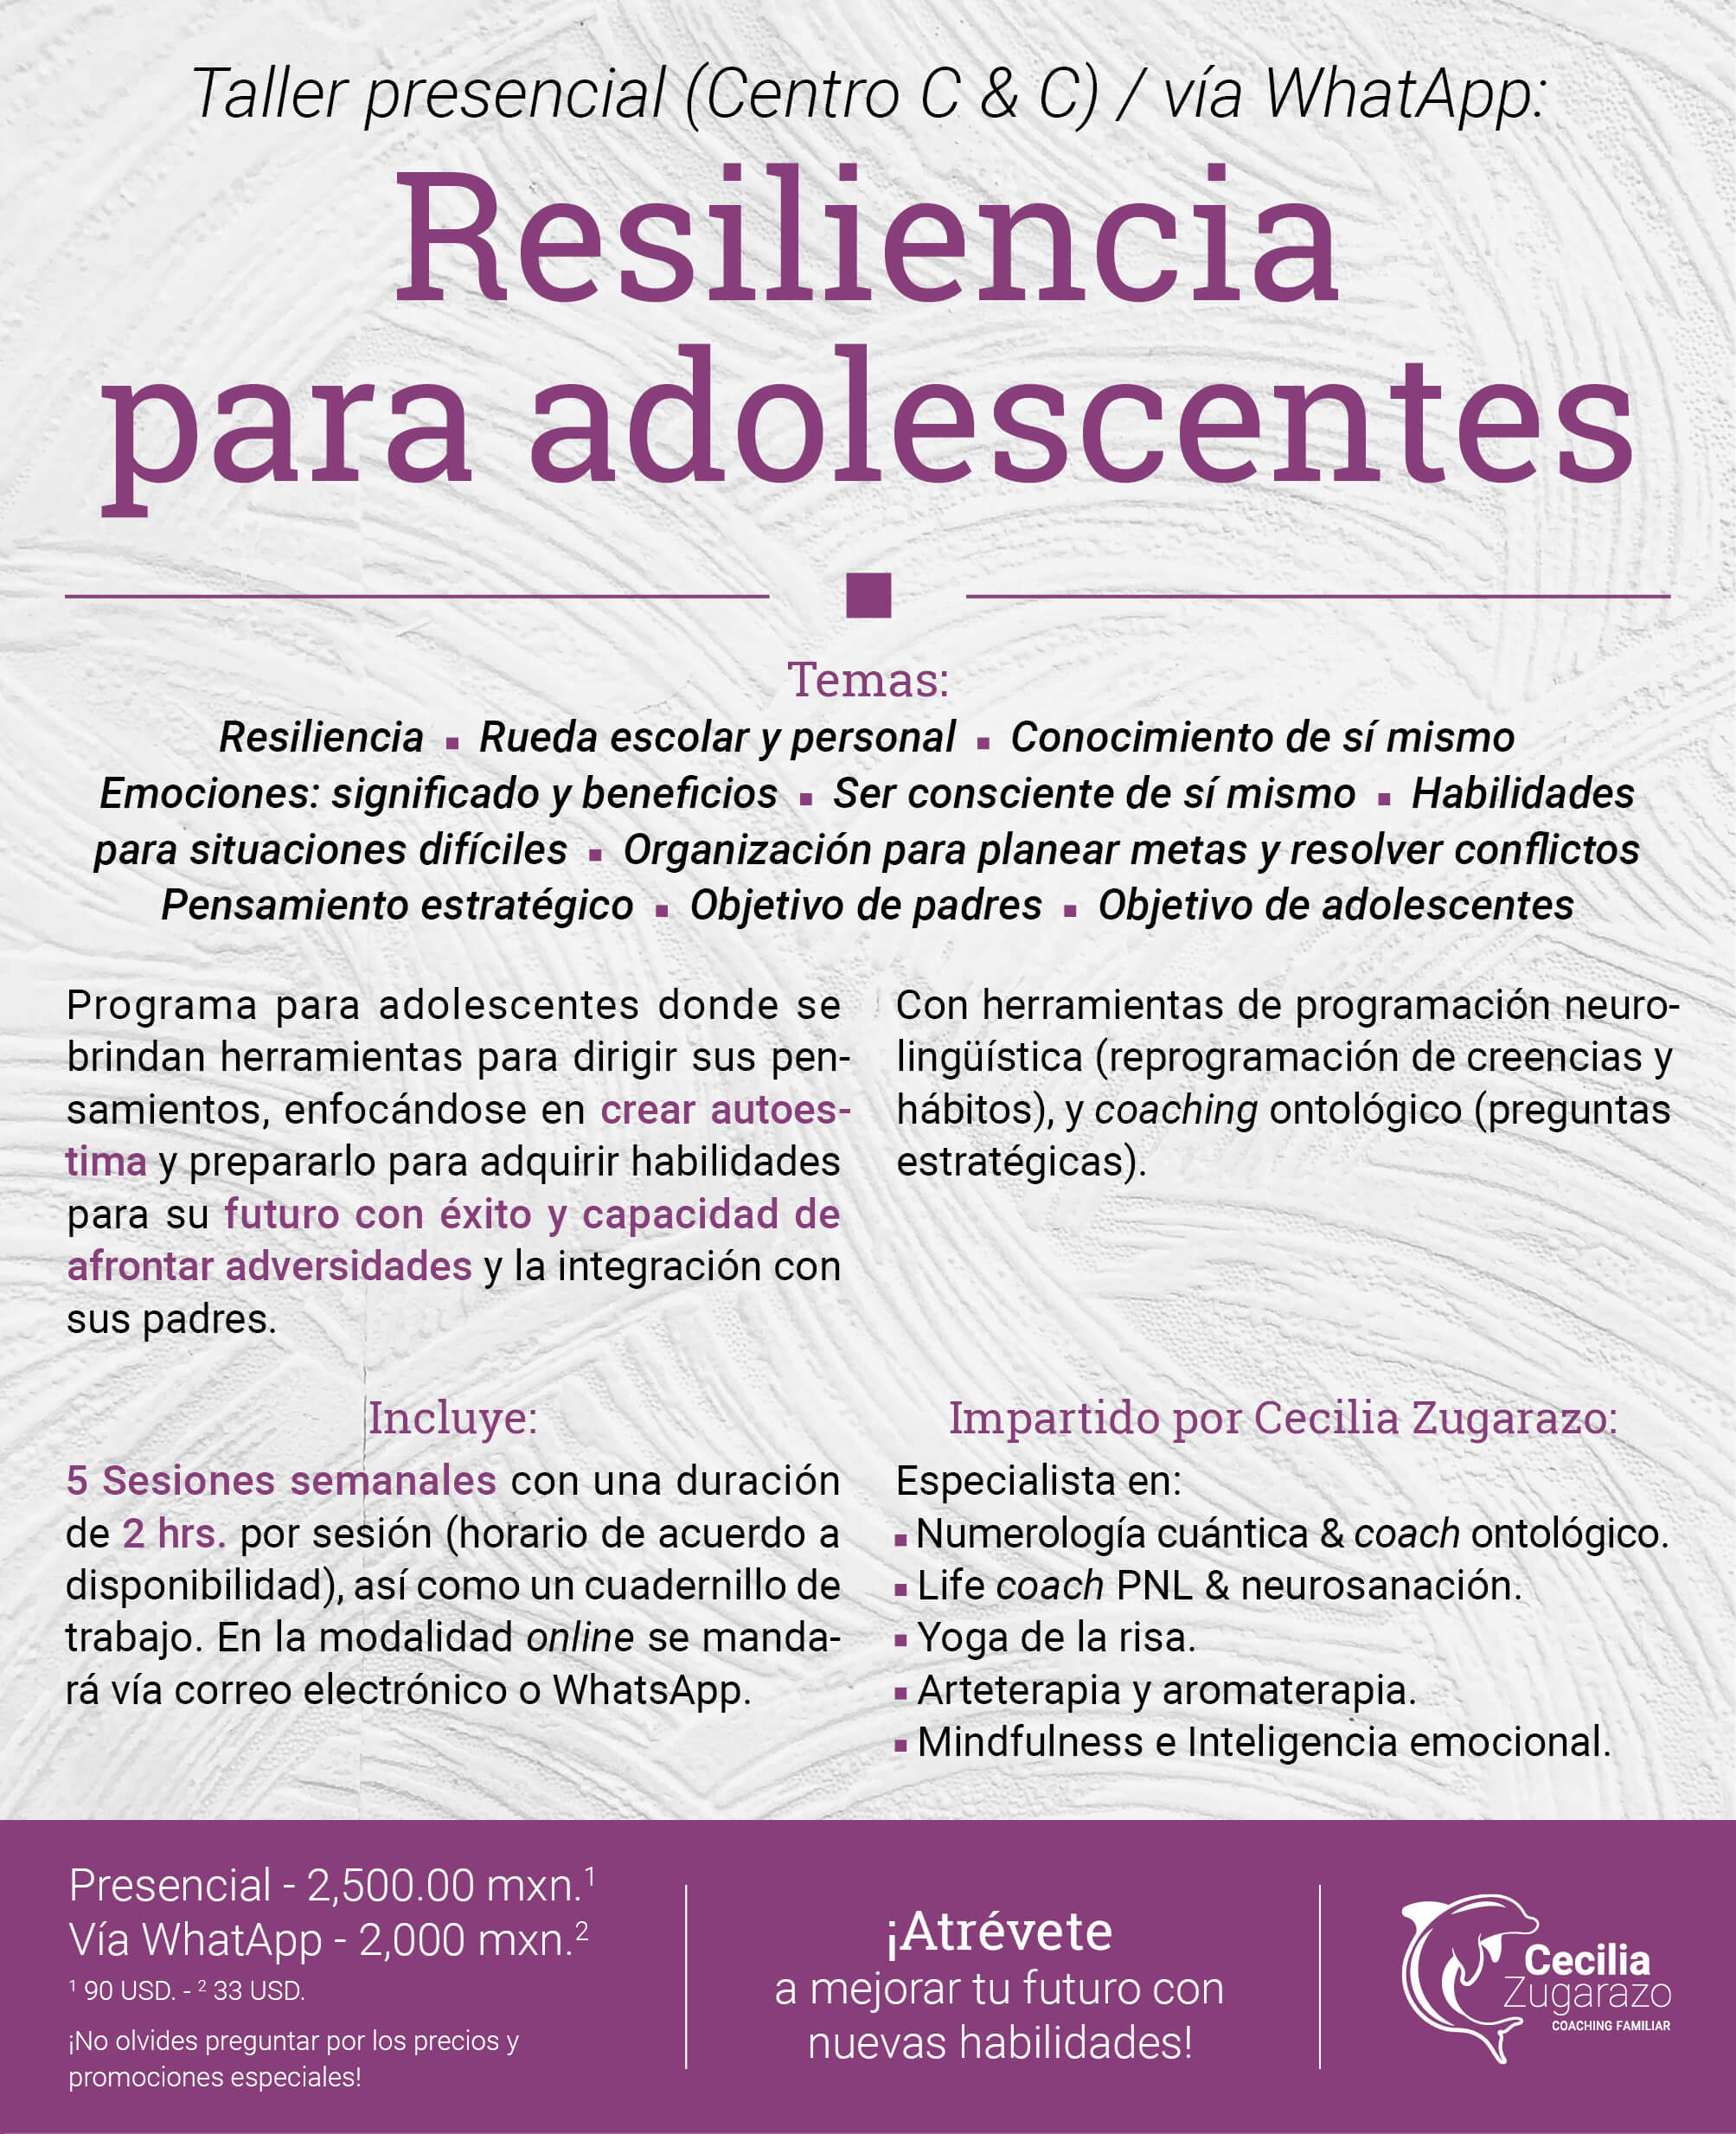 Taller presencial (Centro C & C) / vía WhatApp:
Resiliencia
para adolescentes
Temas:
Resiliencia ▪ Rueda escolar y personal ▪ Conocimiento de sí mismo
Emociones: significado y beneficios ▪ Ser consciente de sí mismo ▪ Habilidades
para situaciones difíciles ▪ Organización para planear metas y resolver conflictos
Pensamiento estratégico ▪ Objetivo de padres ▪ Objetivo de adolescentes
Programa para adolescentes donde se
brindan herramientas para dirigir sus pen-
samientos, enfocándose en crear autoes-
tima y prepararlo para adquirir habilidades
para su futuro con éxito y capacidad de
afrontar adversidades y la integración con
sus padres.
Con herramientas de programación neuro-
lingüística (reprogramación de creencias y
hábitos), y coaching ontológico (preguntas
estratégicas).
Incluye:
5 Sesiones semanales con una duración
de 2 hrs. por sesión (horario de acuerdo a
disponibilidad), así como un cuadernillo de
trabajo. En la modalidad online se manda-
rá vía correo electrónico o WhatsApp.
Impartido por Cecilia Zugarazo:
Especialista en:
▪ Numerología cuántica & coach ontológico.
▪ Life coach PNL & neurosanación.
▪ Yoga de la risa.
▪ Arteterapia y aromaterapia.
▪ Mindfulness e Inteligencia emocional.
Presencial - 2,500.00 mxn.¹
Vía WhatApp - 2,000 mxn.²
¹ 90 USD. - ² 33 USD.
¡No olvides preguntar por los precios y
promociones especiales!
¡Atrévete
a mejorar tu futuro con
nuevas habilidades!
Cecilia
Zugarazo
COACHING FAMILIAR